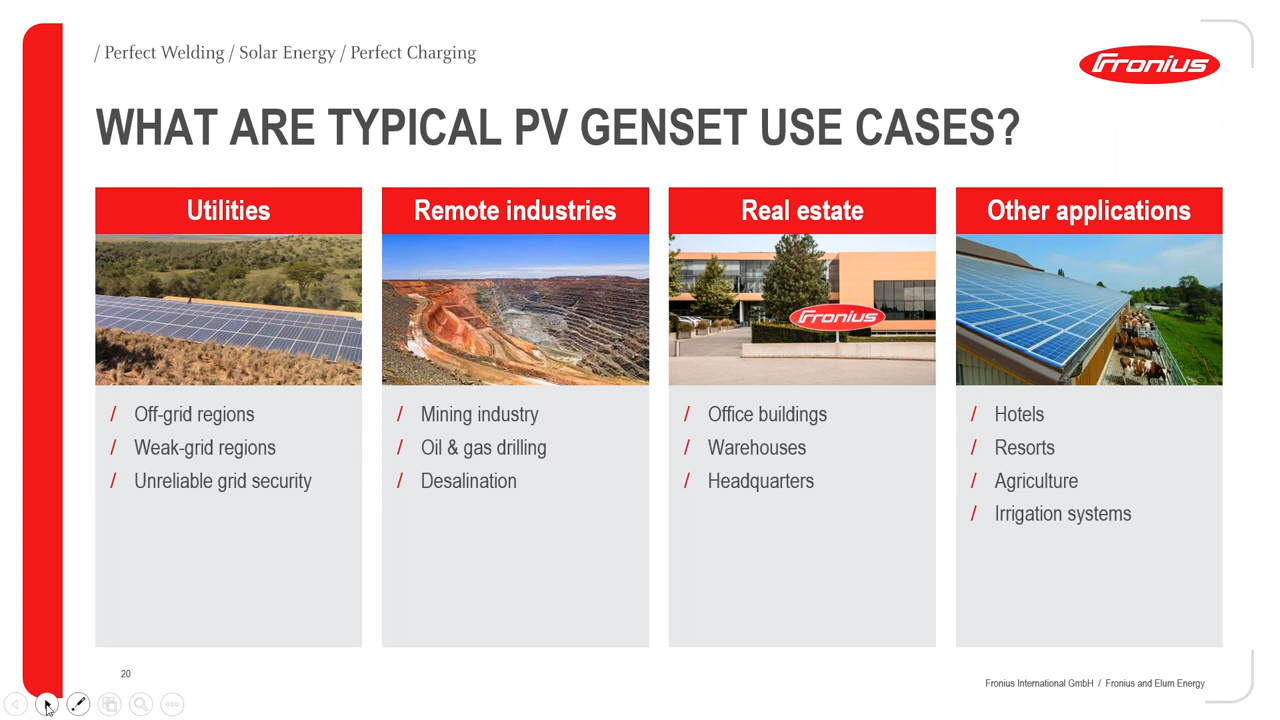 / Perfect Welding / Solar Energy / Perfect Charging
Fronius
WHAT ARE TYPICAL PV GENSET USE CASES?
Utilities
/ Off-grid regions
/ Weak-grid regions
/ Unreliable grid security
Remote industries
/ Mining industry
/ Oil & gas drilling
/ Desalination
Real estate
Fronius
/ Office buildings
/ Warehouses
/ Headquarters
Other applications
/ Hotels
/ Resorts
/ Agriculture
/ Irrigation systems
20
Fronius International GmbH / Fronius and Elum Energy